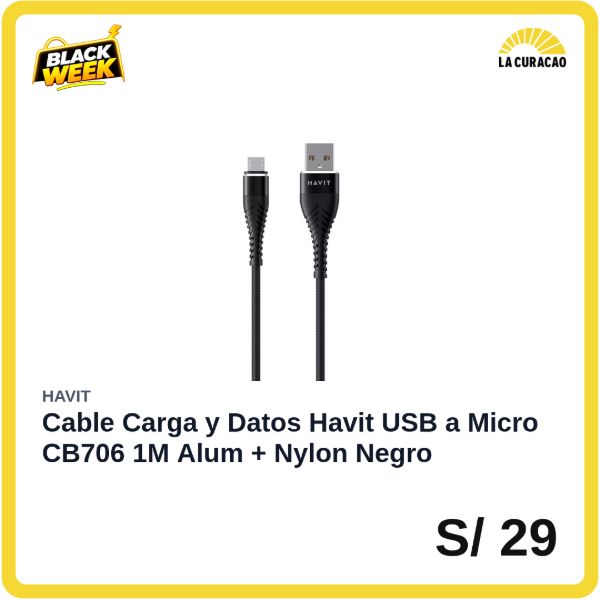 BLACK
WEEK
LA CURACAO
HAVIT
HAVIT
Cable Carga y Datos Havit USB a Micro
CB706 1M Alum + Nylon Negro
S/ 29